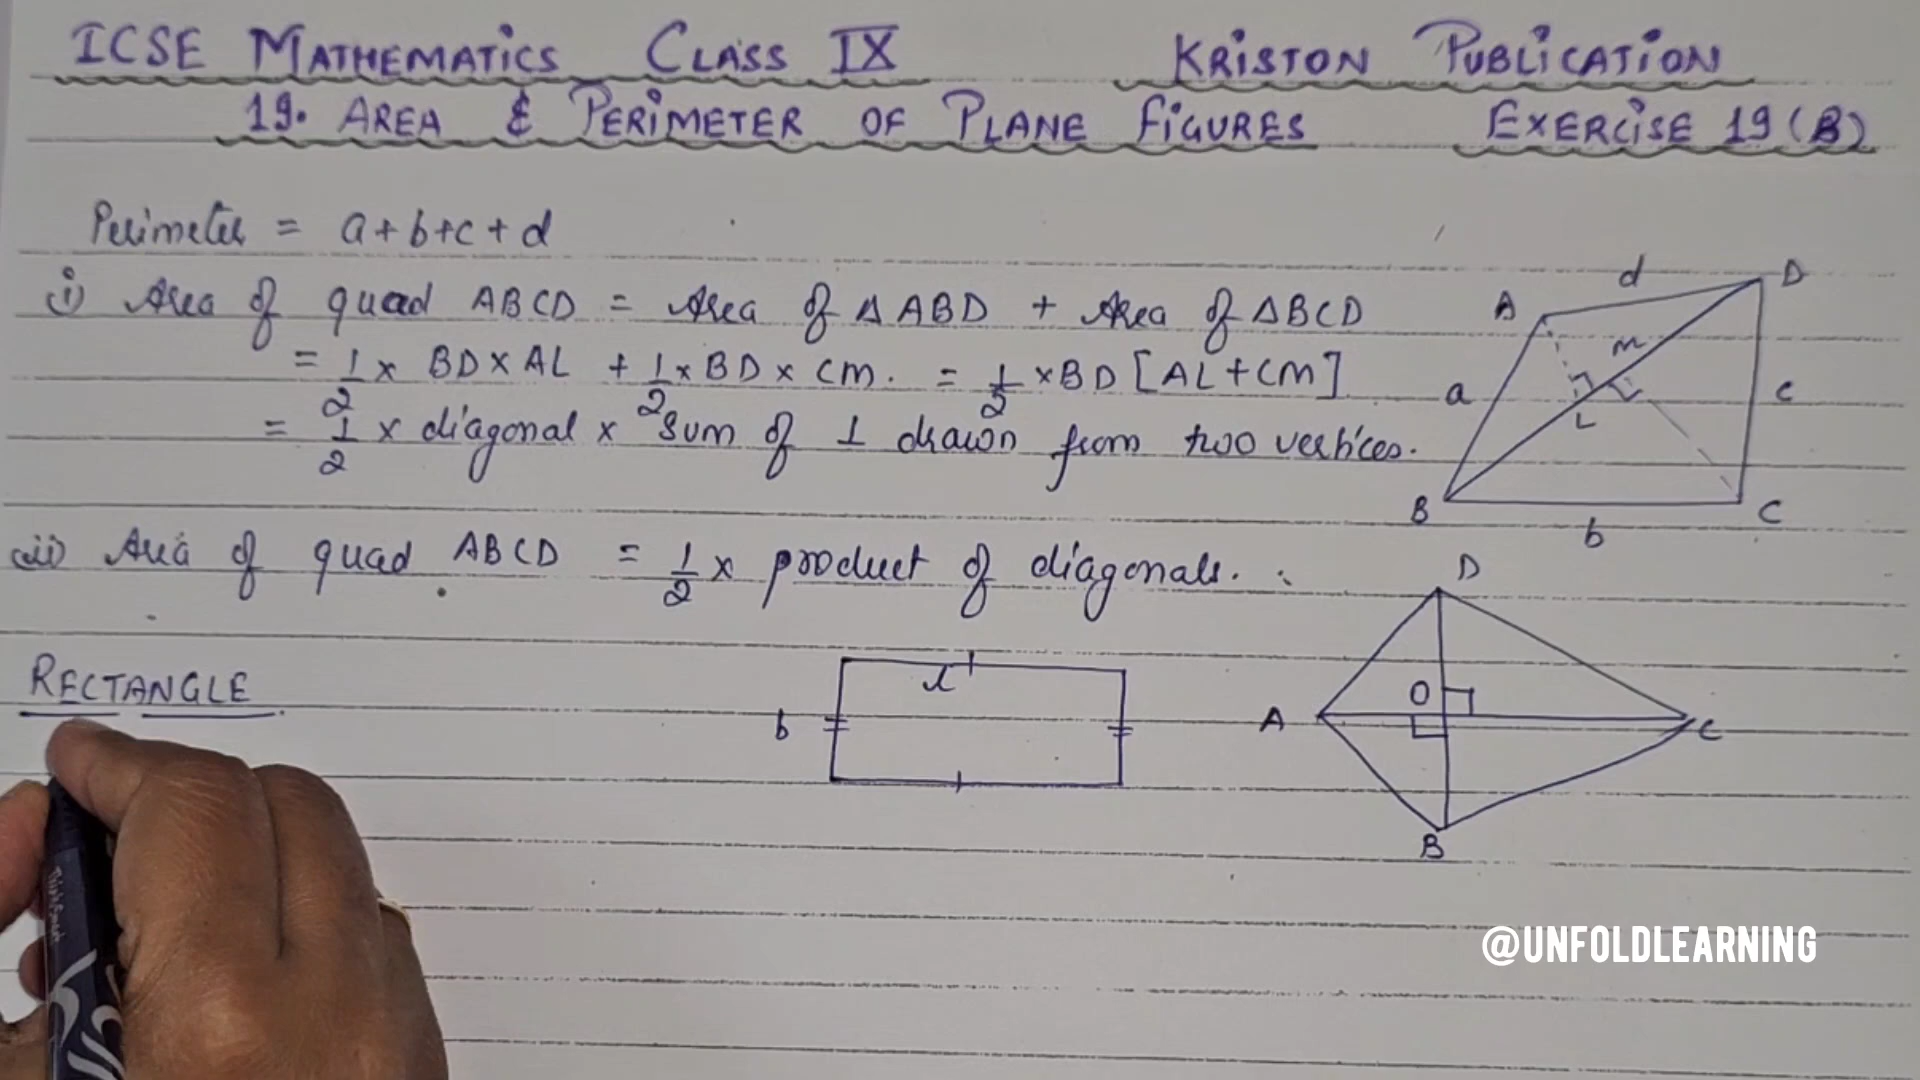 ICSE MATHEMATICS CLASS IX KRISTON PUBLICATION
19. AREA & PERIMETER OF PLANE FIGURES EXERCISE 19 (B)
Perimeter = a+b+c+d
i) Area of quad ABCD = Area of Δ ABD + Area of ΔBCD
= 1/2 × BD × AL + 1/2 × BD × CM. = 1/2 × BD [AL+CM]
= 1/2 × diagonal × sum of ⊥ drawn from two vertices.
A d D
a m c
L
B b C
ii) Area of quad ABCD = 1/2 × product of diagonals.
D
RECTANGLE
l
b
A O C
B
@UNFOLDLEARNING